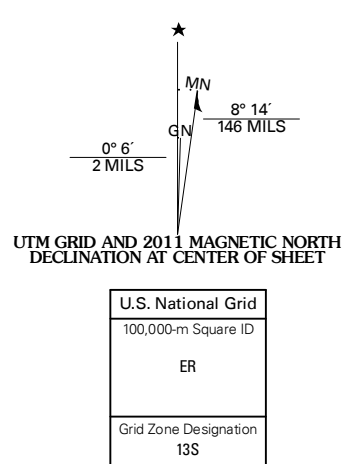 MN
8° 14´
146 MILS
GN
0° 6´
2 MILS
UTM GRID AND 2011 MAGNETIC NORTH
DECLINATION AT CENTER OF SHEET
U.S. National Grid
100,000-m Square ID
ER
Grid Zone Designation
13S